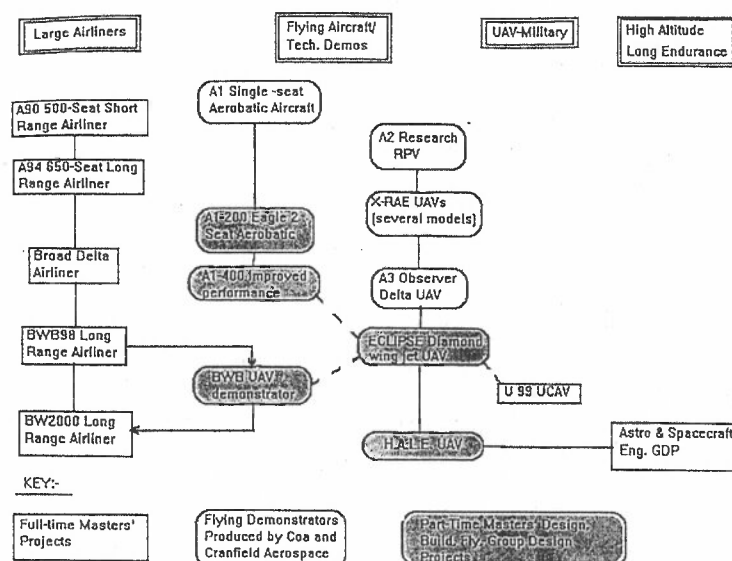 Large Airliners
Flying Aircraft/
Tech. Demos
UAV-Military
High Altitude
Long Endurance
A90 500-Seat Short
Range Airliner
A94 650-Seat Long
Range Airliner
Broad Delta
Airliner
BWB98 Long
Range Airliner
BW2000 Long
Range Airliner
A1 Single -seat
Aerobatic Aircraft
A1-200 Eagle 2-
Seat Aerobatic
A1-400 Improved
performance
BWB UAV
demonstrator
A2 Research
RPV
X-RAE UAVs
(several models)
A3 Observer
Delta UAV
ECLIPSE Diamond
wing jet UAV
U 99 UCAV
H.A.L.E. UAV
Astro & Spacecraft
Eng. GDP
KEY:-
Full-time Masters'
Projects
Flying Demonstrators
Produced by Coa and
Cranfield Aerospace
Part-Time Masters' Design,
Build, Fly, Group Design
Projects